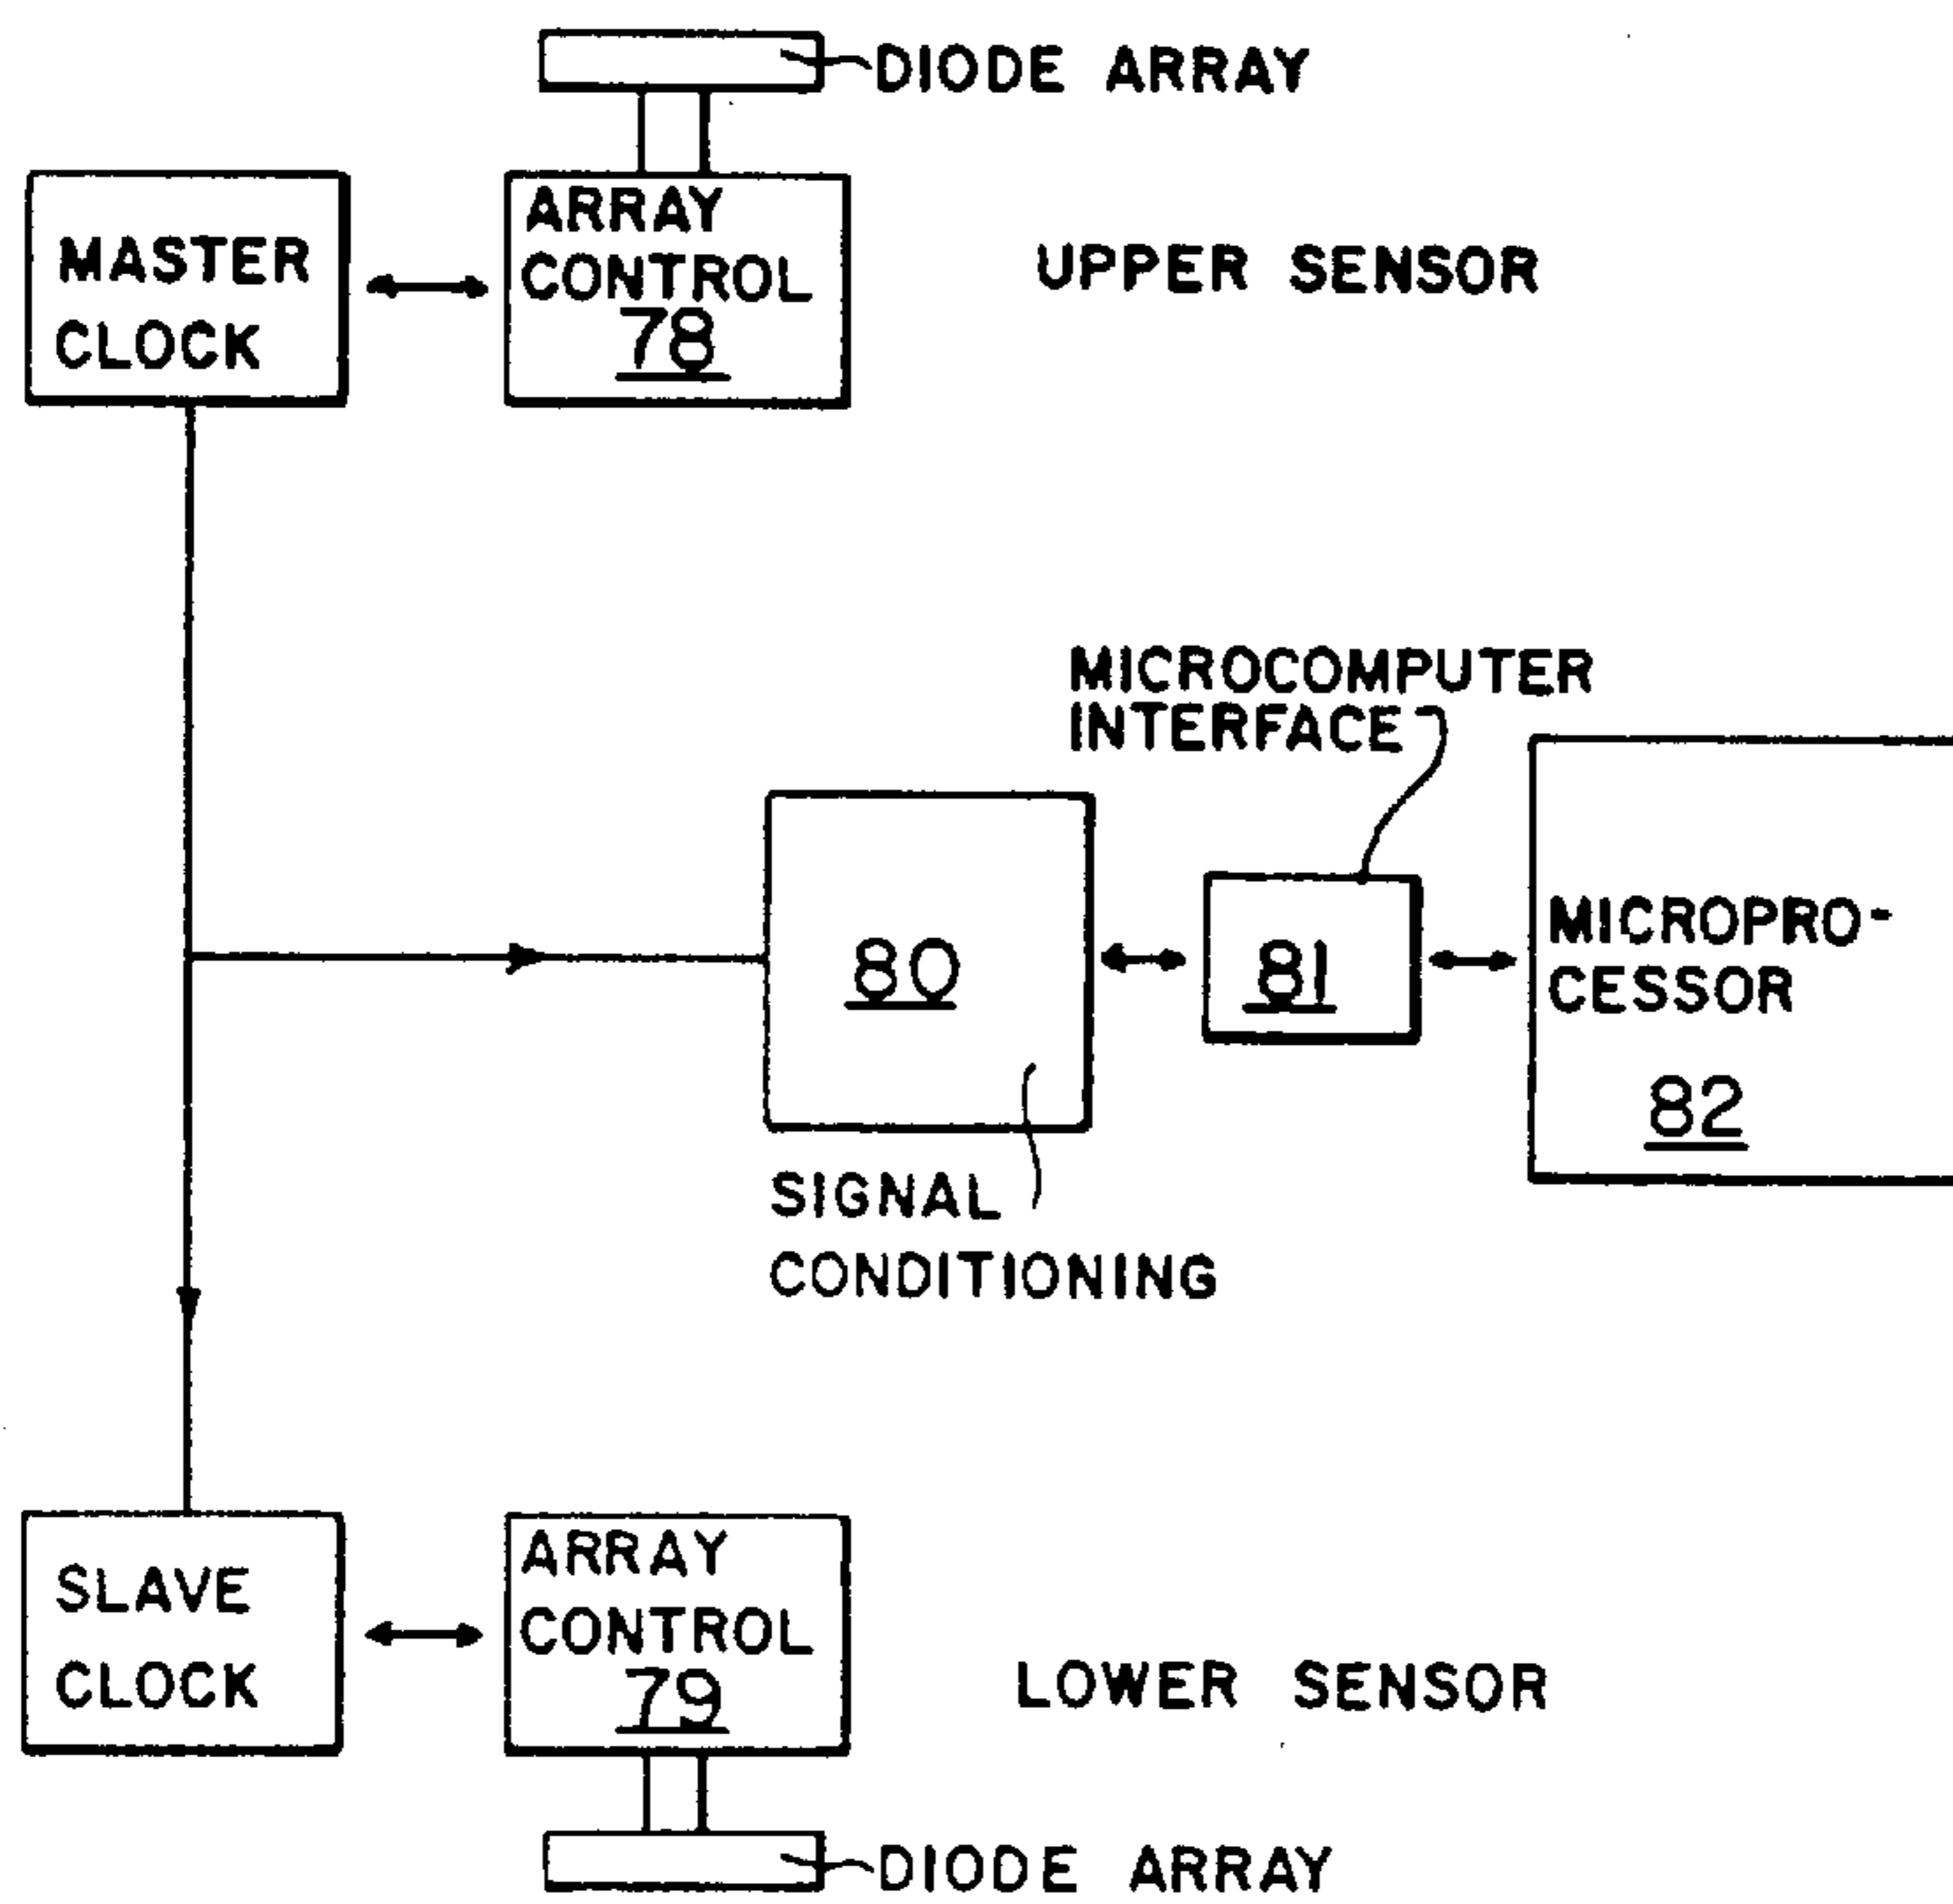 DIODE ARRAY
MASTER
CLOCK
ARRAY
CONTROL
78
UPPER SENSOR
MICROCOMPUTER
INTERFACE
80
81
MICROPRO-
CESSOR
82
SIGNAL
CONDITIONING
SLAVE
CLOCK
ARRAY
CONTROL
79
LOWER SENSOR
DIODE ARRAY